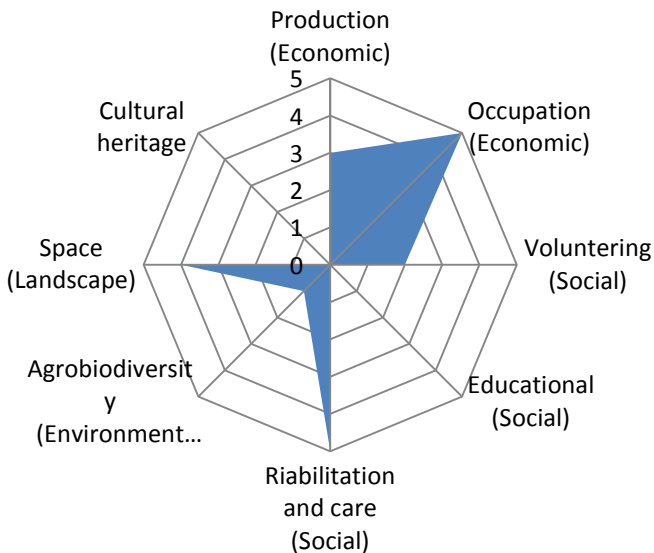 Production
(Economic)
Occupation
(Economic)
Voluntering
(Social)
Educational
(Social)
Riabilitation
and care
(Social)
Agrobiodiversit
y
(Environment...
Space
(Landscape)
Cultural
heritage
5
4
3
2
1
0